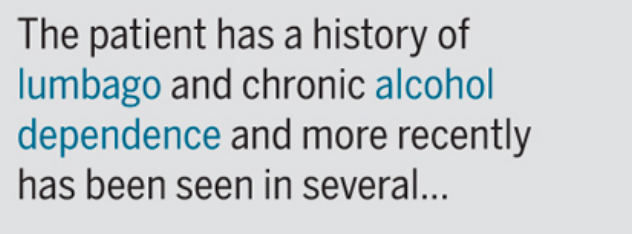 The patient has a history of
lumbago and chronic alcohol
dependence and more recently
has been seen in several...